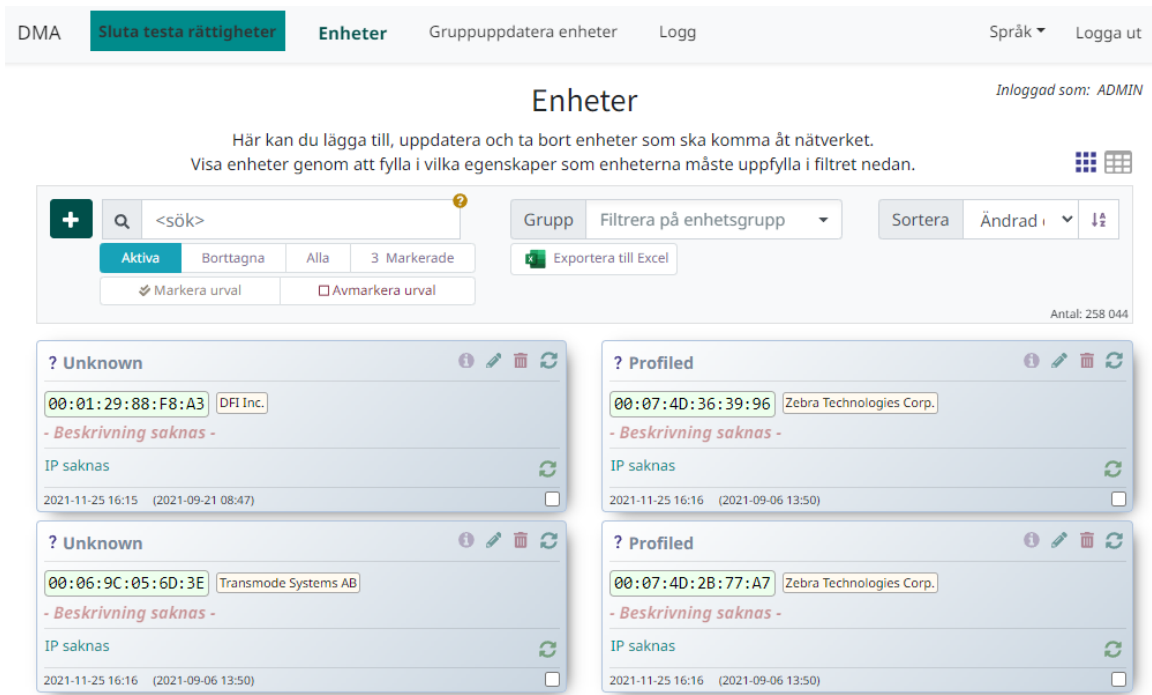 DMA Sluta testa rättigheter Enheter Gruppuppdatera enheter Logg Språk Logga ut
Inloggad som: ADMIN
Enheter
Här kan du lägga till, uppdatera och ta bort enheter som ska komma åt nätverket.
Visa enheter genom att fylla i vilka egenskaper som enheterna måste uppfylla i filtret nedan.
<sök> Grupp Filtrera på enhetsgrupp Sortera Ändrad
Aktiva Borttagna Alla 3 Markerade Exportera till Excel
Markera urval Avmarkera urval
Antal: 258 044
? Unknown
00:01:29:88:F8:A3 DFI Inc.
- Beskrivning saknas -
IP saknas
2021-11-25 16:15 (2021-09-21 08:47)
? Profiled
00:07:4D:36:39:96 Zebra Technologies Corp.
- Beskrivning saknas -
IP saknas
2021-11-25 16:16 (2021-09-06 13:50)
? Unknown
00:06:9C:05:6D:3E Transmode Systems AB
- Beskrivning saknas -
IP saknas
2021-11-25 16:16 (2021-09-06 13:50)
? Profiled
00:07:4D:2B:77:A7 Zebra Technologies Corp.
- Beskrivning saknas -
IP saknas
2021-11-25 16:16 (2021-09-06 13:50)